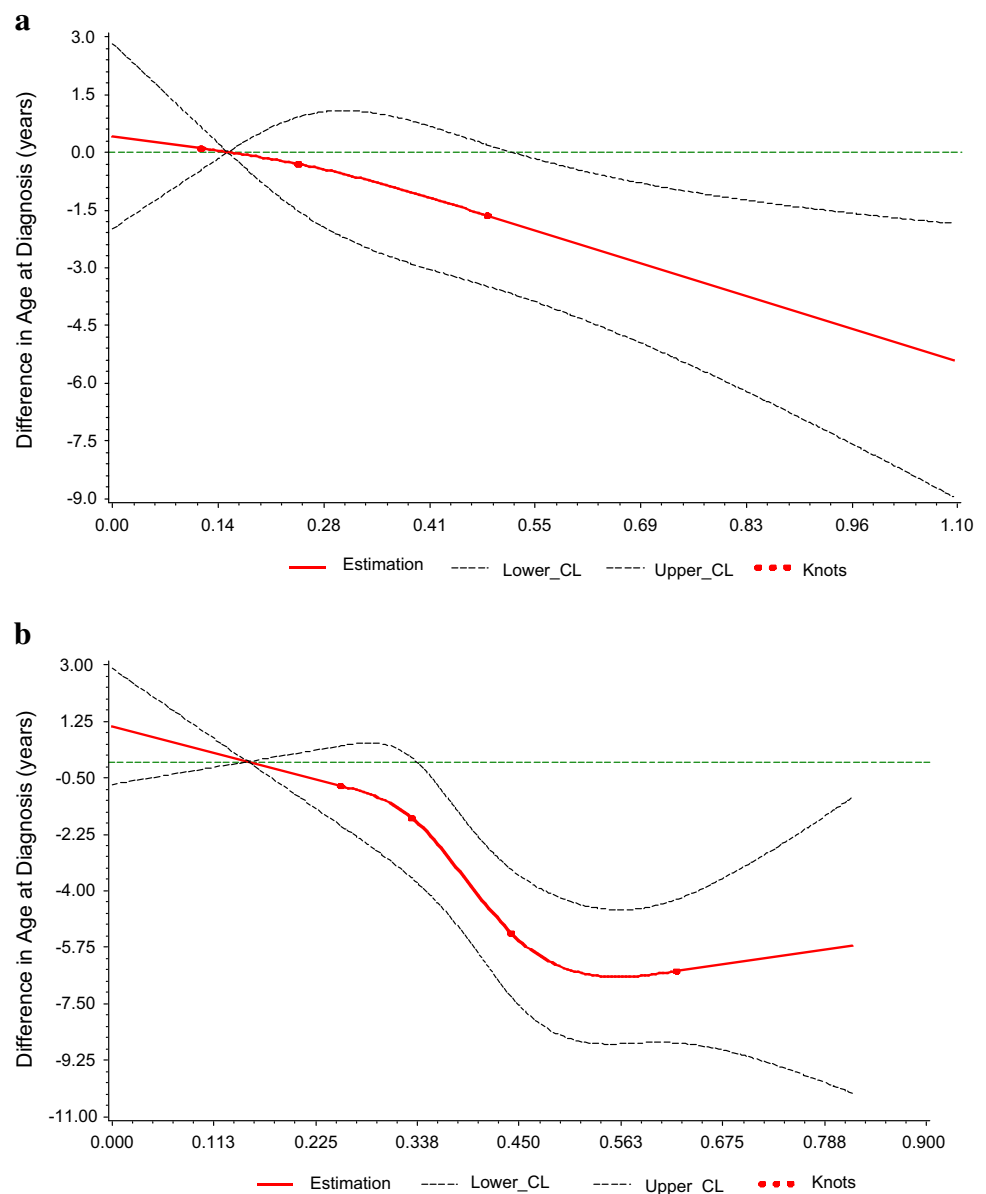 a
Difference in Age at Diagnosis (years)
3.0
1.5
0.0
-1.5
-3.0
-4.5
-6.0
-7.5
-9.0
0.00 0.14 0.28 0.41 0.55 0.69 0.83 0.96 1.10
Estimation Lower_CL Upper_CL Knots
b
Difference in Age at Diagnosis (years)
3.00
1.25
-0.50
-2.25
-4.00
-5.75
-7.50
-9.25
-11.00
0.000 0.113 0.225 0.338 0.450 0.563 0.675 0.788 0.900
Estimation Lower_CL Upper_CL Knots